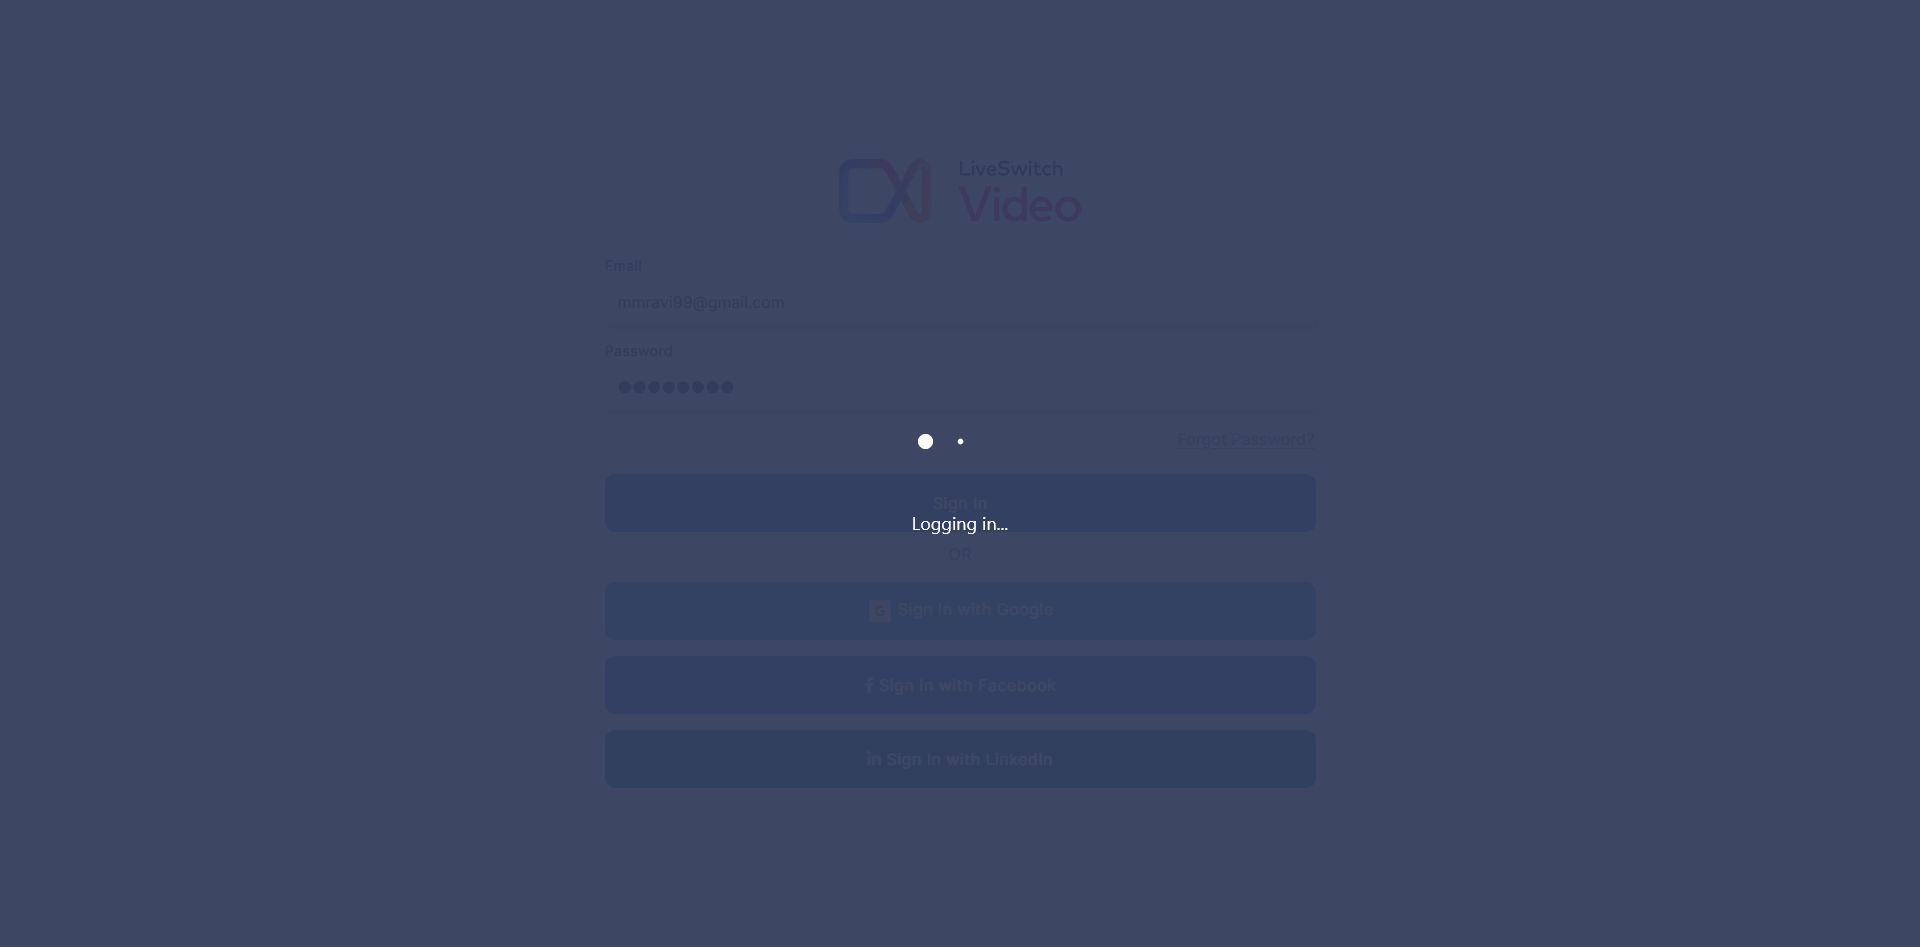 LiveSwitch
Video
Email
mmravi99@gmail.com
Password
Forgot Password?
Sign In
Logging in...
OR
G Sign In with Google
f Sign In with Facebook
in Sign In with LinkedIn